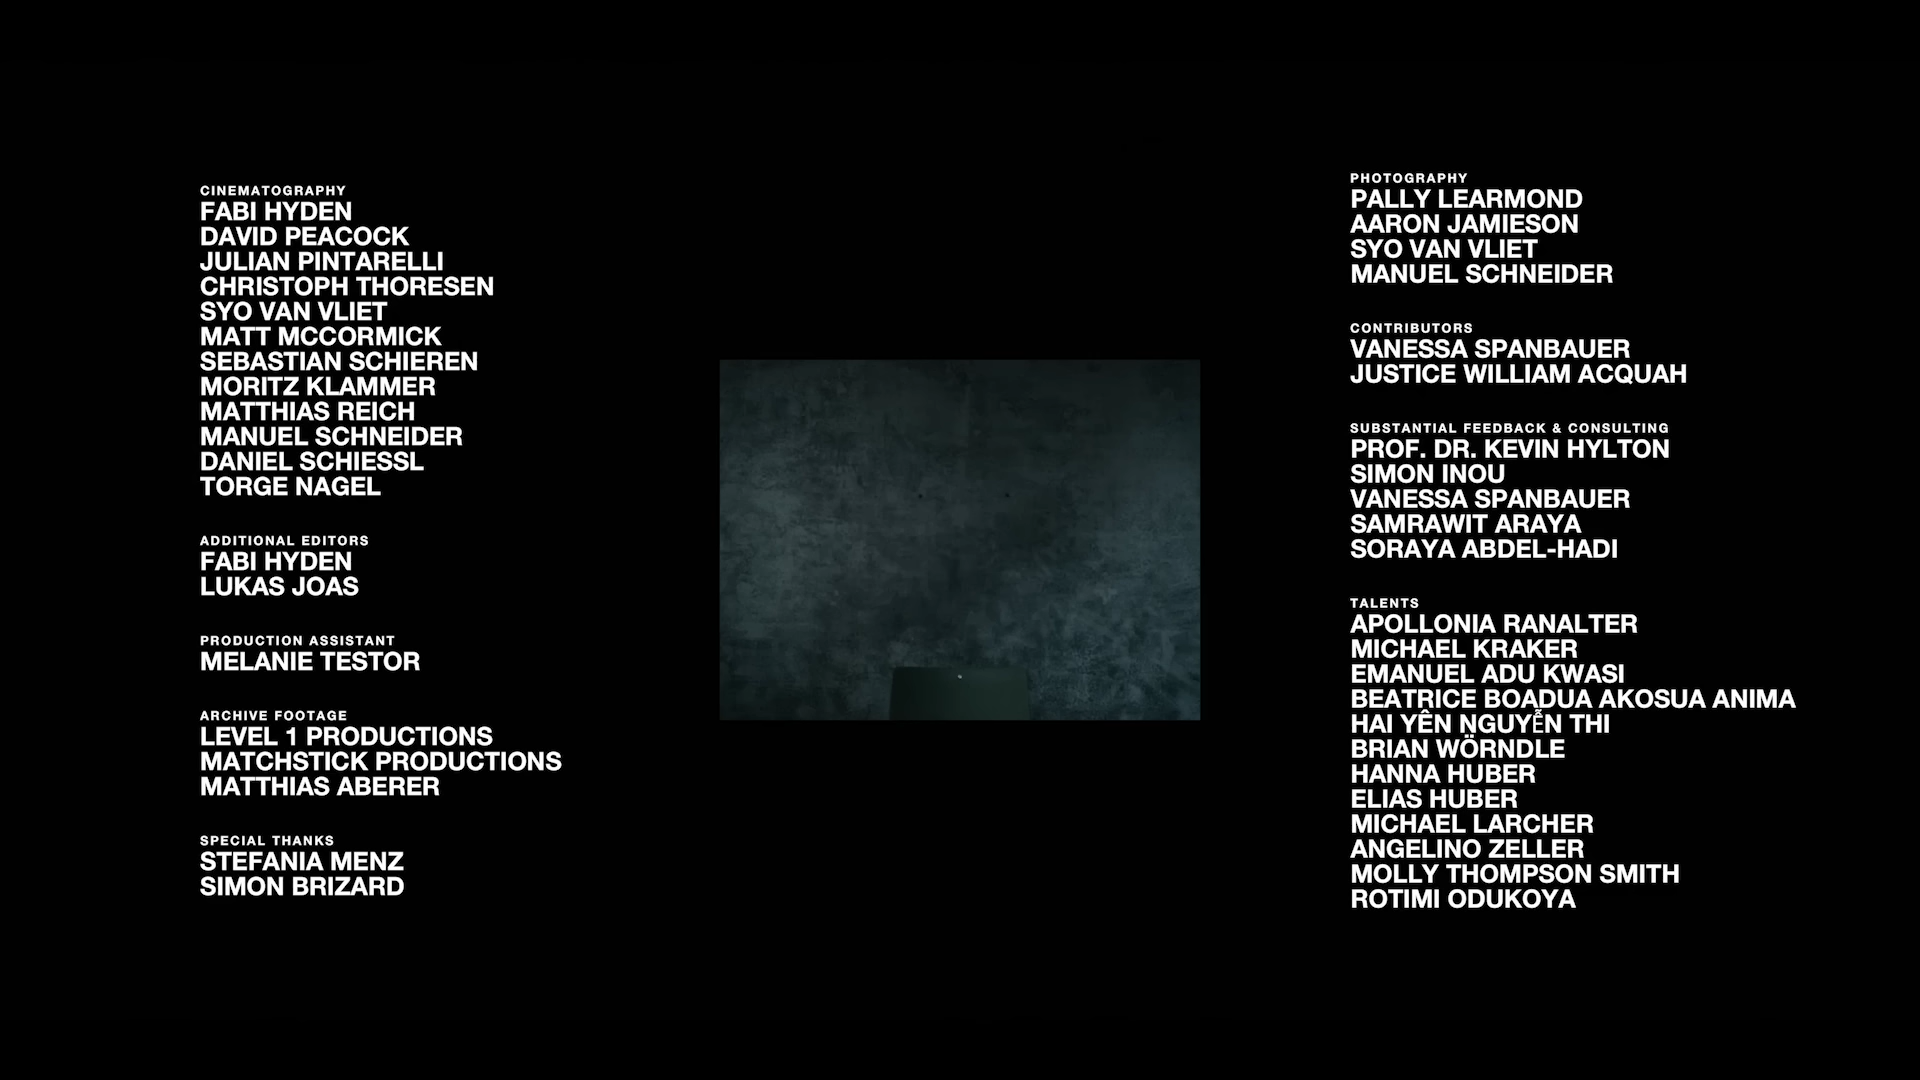 CINEMATOGRAPHY
FABI HYDEN
DAVID PEACOCK
JULIAN PINTARELLI
CHRISTOPH THORESEN
SYO VAN VLIET
MATT MCCORMICK
SEBASTIAN SCHIEREN
MORITZ KLAMMER
MATTHIAS REICH
MANUEL SCHNEIDER
DANIEL SCHIESSL
TORGE NAGEL
ADDITIONAL EDITORS
FABI HYDEN
LUKAS JOAS
PRODUCTION ASSISTANT
MELANIE TESTOR
ARCHIVE FOOTAGE
LEVEL 1 PRODUCTIONS
MATCHSTICK PRODUCTIONS
MATTHIAS ABERER
SPECIAL THANKS
STEFANIA MENZ
SIMON BRIZARD
PHOTOGRAPHY
PALLY LEARMOND
AARON JAMIESON
SYO VAN VLIET
MANUEL SCHNEIDER
CONTRIBUTORS
VANESSA SPANBAUER
JUSTICE WILLIAM ACQUAH
SUBSTANTIAL FEEDBACK & CONSULTING
PROF. DR. KEVIN HYLTON
SIMON INOU
VANESSA SPANBAUER
SAMRAWIT ARAYA
SORAYA ABDEL-HADI
TALENTS
APOLLONIA RANALTER
MICHAEL KRAKER
EMANUEL ADU KWASI
BEATRICE BOADUA AKOSUA ANIMA
HAI YÊN NGUYỄN THI
BRIAN WÖRNDLE
HANNA HUBER
ELIAS HUBER
MICHAEL LARCHER
ANGELINO ZELLER
MOLLY THOMPSON SMITH
ROTIMI ODUKOYA